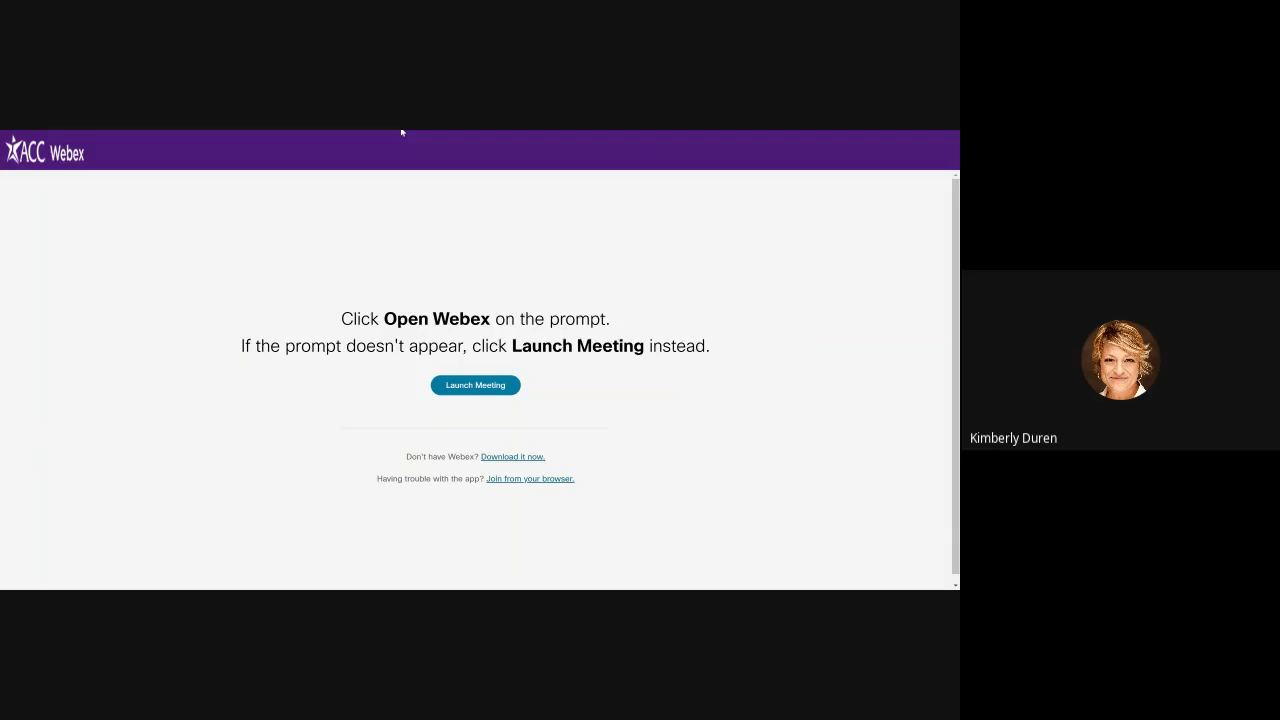 ACC Webex
Click Open Webex on the prompt.
If the prompt doesn't appear, click Launch Meeting instead.
Launch Meeting
Don't have Webex? Download it now.
Having trouble with the app? Join from your browser.
Kimberly Duren